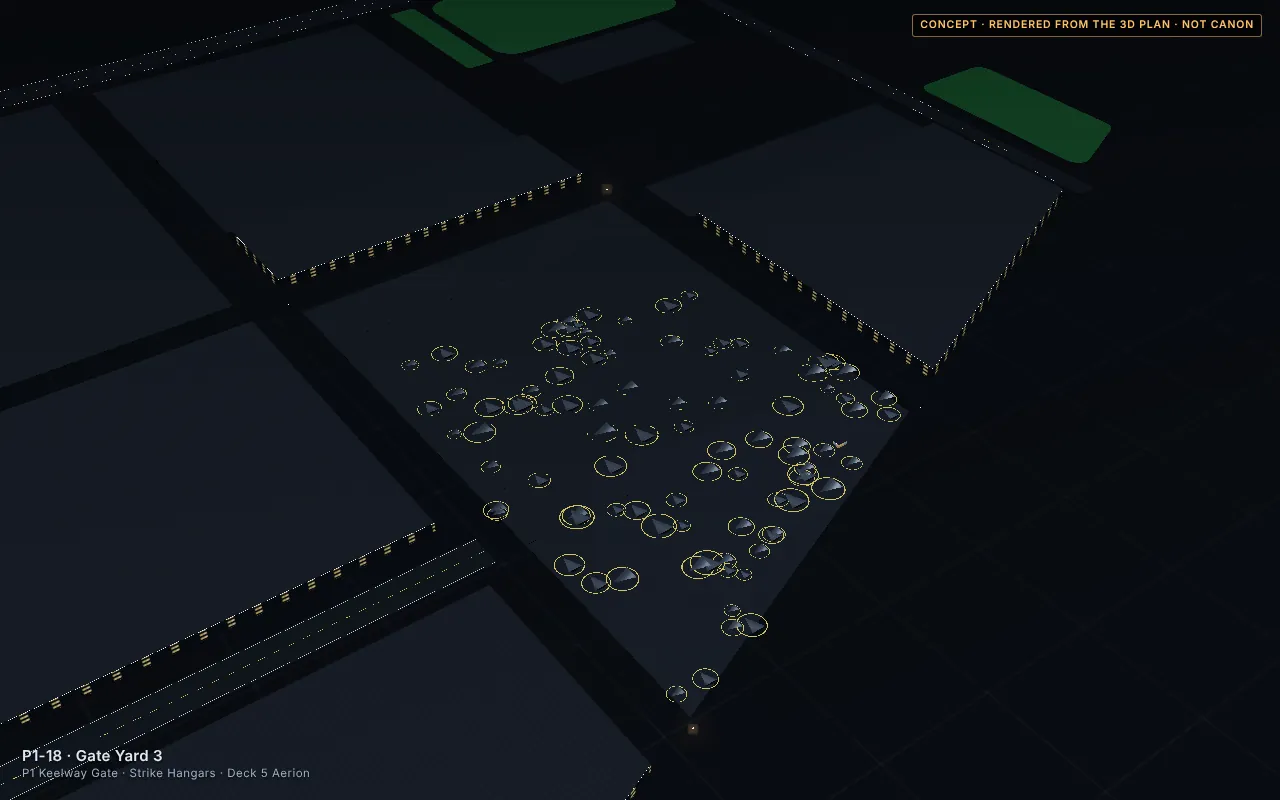 CONCEPT · RENDERED FROM THE 3D PLAN · NOT CANON
P1-18 · Gate Yard 3
P1 Keelway Gate · Strike Hangars · Deck 5 Aerion